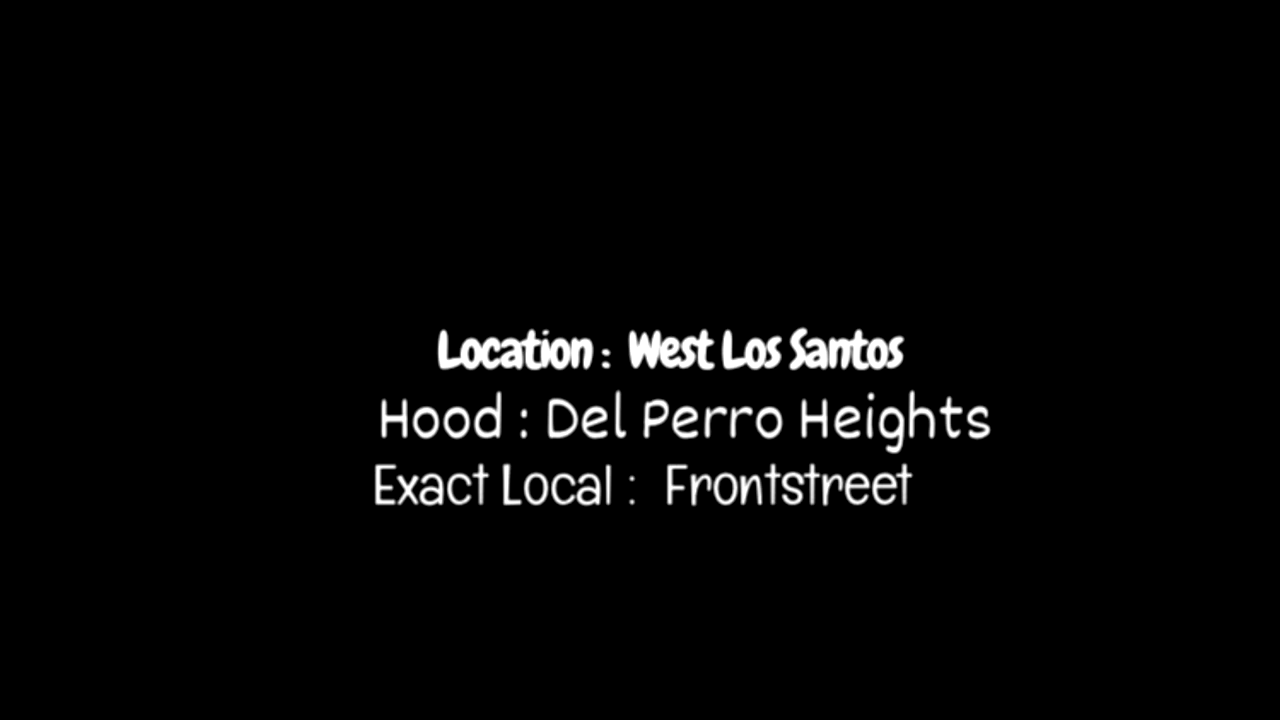 Location : West Los Santos
Hood : Del Perro Heights
Exact Local : Frontstreet